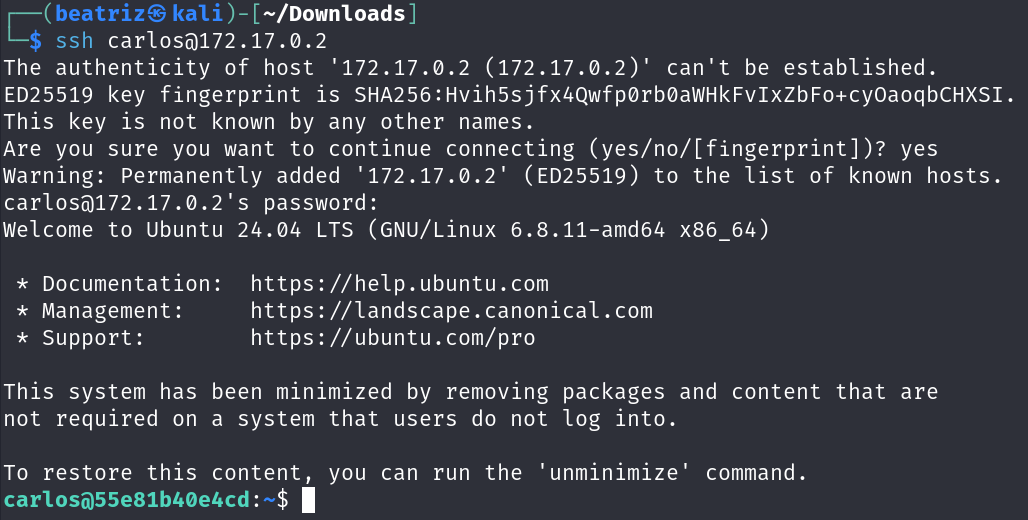 ┌──(beatriz㉿kali)-[~/Downloads]
└─$ ssh carlos@172.17.0.2
The authenticity of host '172.17.0.2 (172.17.0.2)' can't be established.
ED25519 key fingerprint is SHA256:Hvih5sjfx4Qwfp0rb0aWHkFvIxZbFo+cyOaoqbCHXSI.
This key is not known by any other names.
Are you sure you want to continue connecting (yes/no/[fingerprint])? yes
Warning: Permanently added '172.17.0.2' (ED25519) to the list of known hosts.
carlos@172.17.0.2's password:
Welcome to Ubuntu 24.04 LTS (GNU/Linux 6.8.11-amd64 x86_64)

 * Documentation:  https://help.ubuntu.com
 * Management:     https://landscape.canonical.com
 * Support:        https://ubuntu.com/pro

This system has been minimized by removing packages and content that are
not required on a system that users do not log into.

To restore this content, you can run the 'unminimize' command.
carlos@55e81b40e4cd:~$